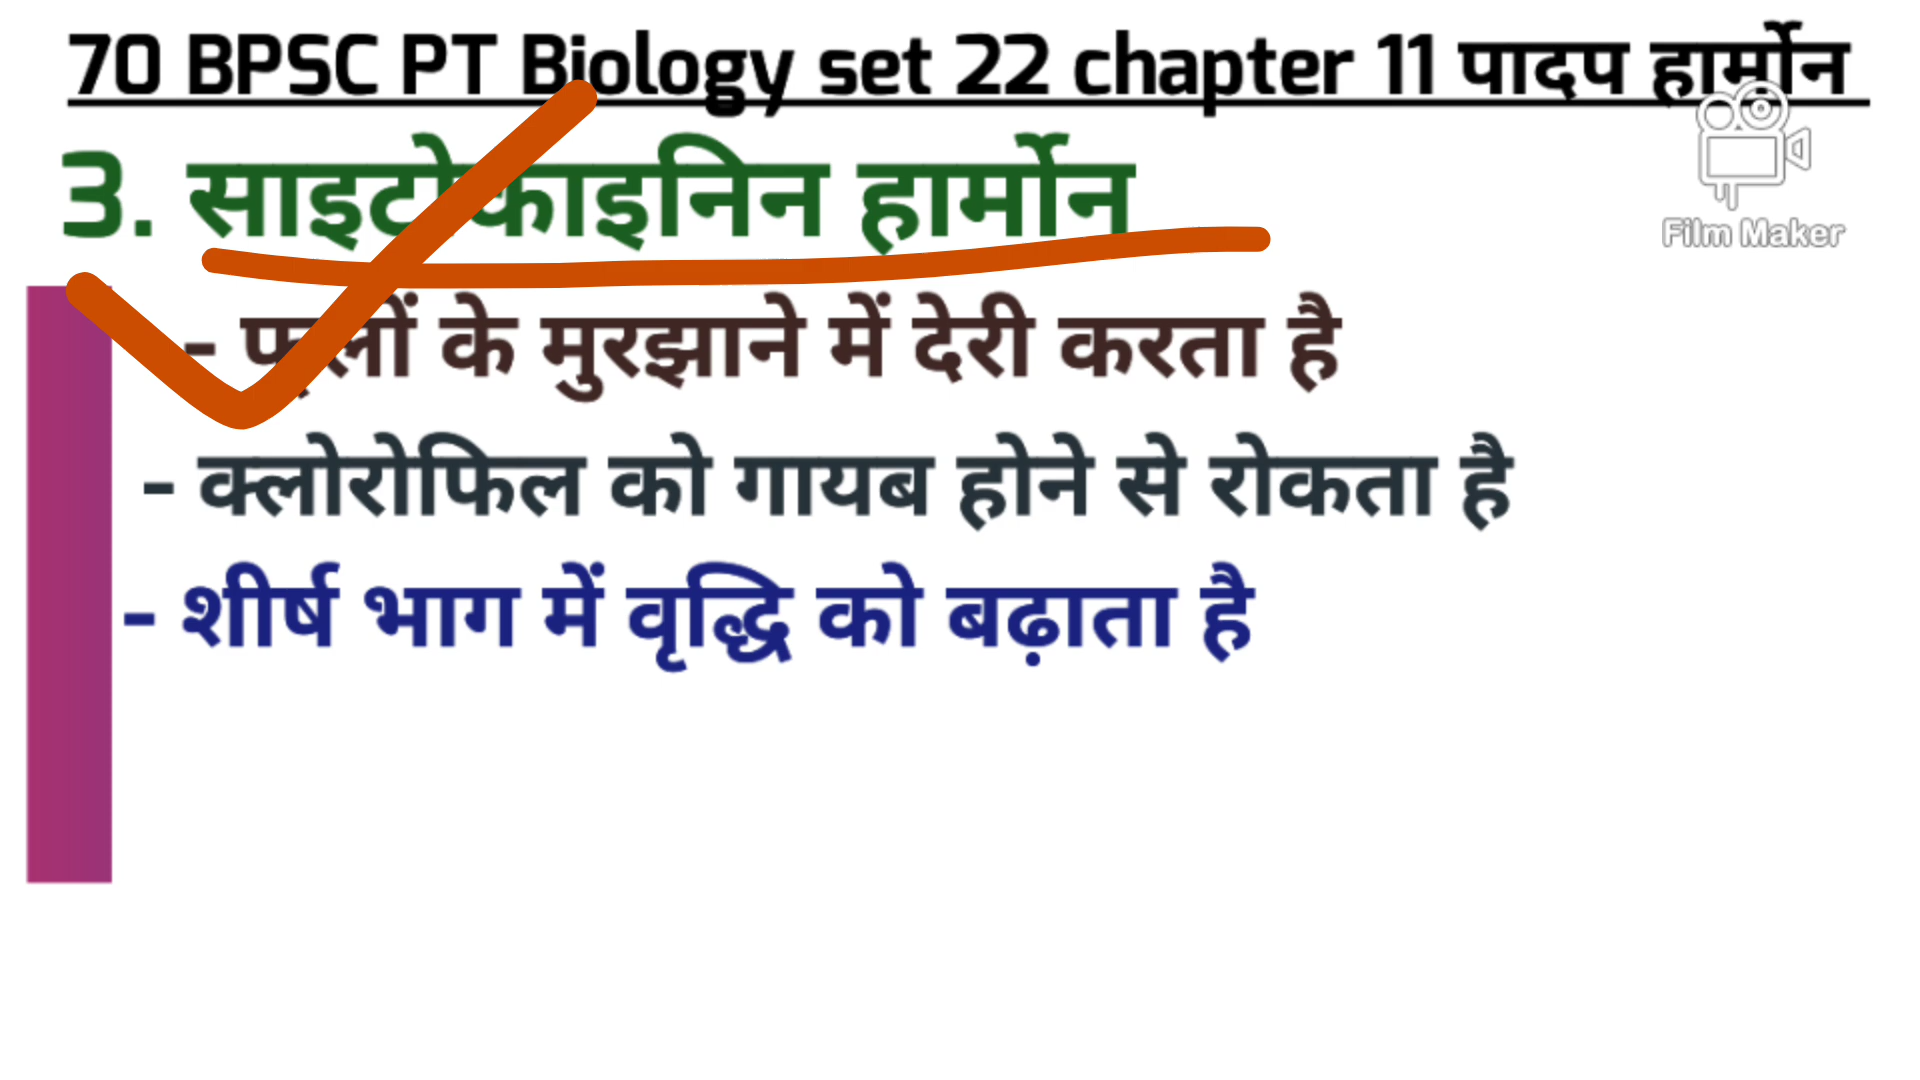 70 BPSC PT Biology set 22 chapter 11 पादप हार्मोन
Film Maker
3. साइटोकाइनिन हार्मोन
- के मुरझाने में देरी करता है
- क्लोरोफिल को गायब होने से रोकता है
- शीर्ष भाग में वृद्धि को बढ़ाता है